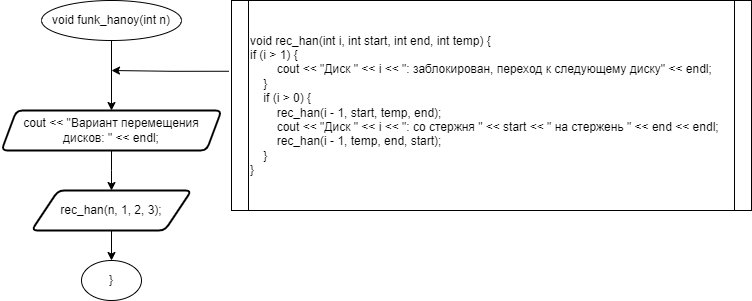 void funk_hanoy(int n)
void rec_han(int i, int start, int end, int temp) {
if (i > 1) {
cout << "Диск " << i << ": заблокирован, переход к следующему диску" << endl;
}
if (i > 0) {
rec_han(i - 1, start, temp, end);
cout << "Диск " << i << ": со стержня " << start << " на стержень " << end << endl;
rec_han(i - 1, temp, end, start);
}
}
cout << "Вариант перемещения
дисков: " << endl;
rec_han(n, 1, 2, 3);
}